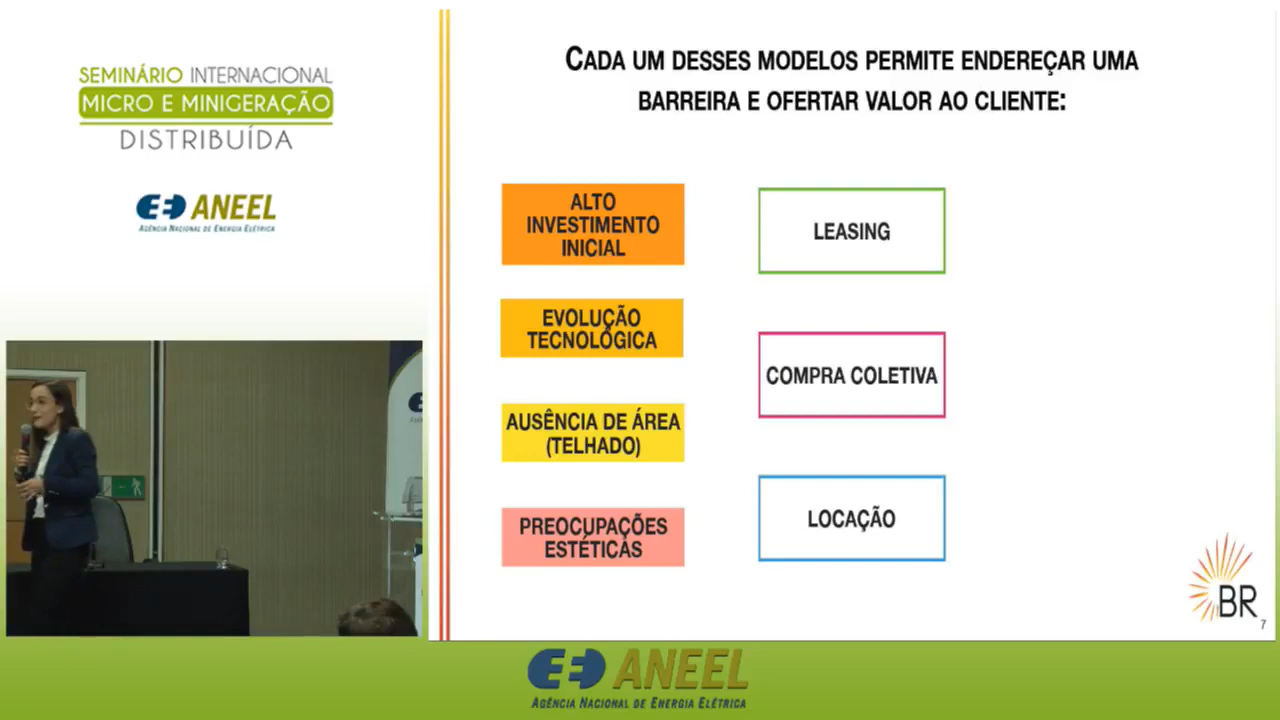 SEMINÁRIO INTERNACIONAL
MICRO E MINIGERAÇÃO
DISTRIBUÍDA
ANEEL
AGÊNCIA NACIONAL DE ENERGIA ELÉTRICA
CADA UM DESSES MODELOS PERMITE ENDEREÇAR UMA
BARREIRA E OFERTAR VALOR AO CLIENTE:
ALTO
INVESTIMENTO
INICIAL
EVOLUÇÃO
TECNOLÓGICA
AUSÊNCIA DE ÁREA
(TELHADO)
PREOCUPAÇÕES
ESTÉTICAS
LEASING
COMPRA COLETIVA
LOCAÇÃO
BR
7
ANEEL
AGÊNCIA NACIONAL DE ENERGIA ELÉTRICA